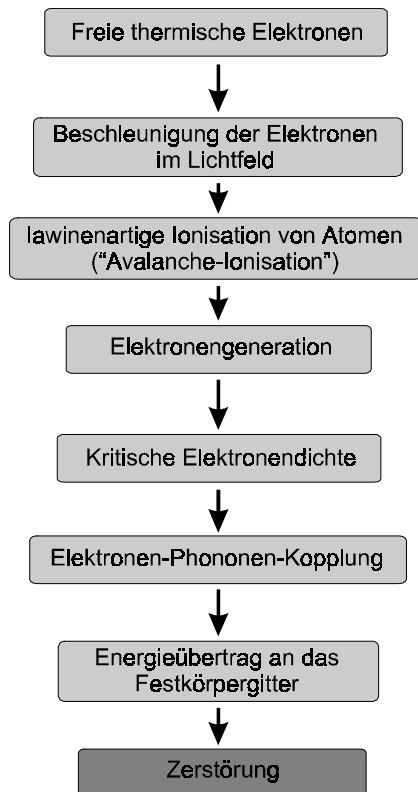 Freie thermische Elektronen
Beschleunigung der Elektronen
im Lichtfeld
lawinenartige Ionisation von Atomen
("Avalanche-Ionisation")
Elektronengeneration
Kritische Elektronendichte
Elektronen-Phononen-Kopplung
Energieübertrag an das
Festkörpergitter
Zerstörung